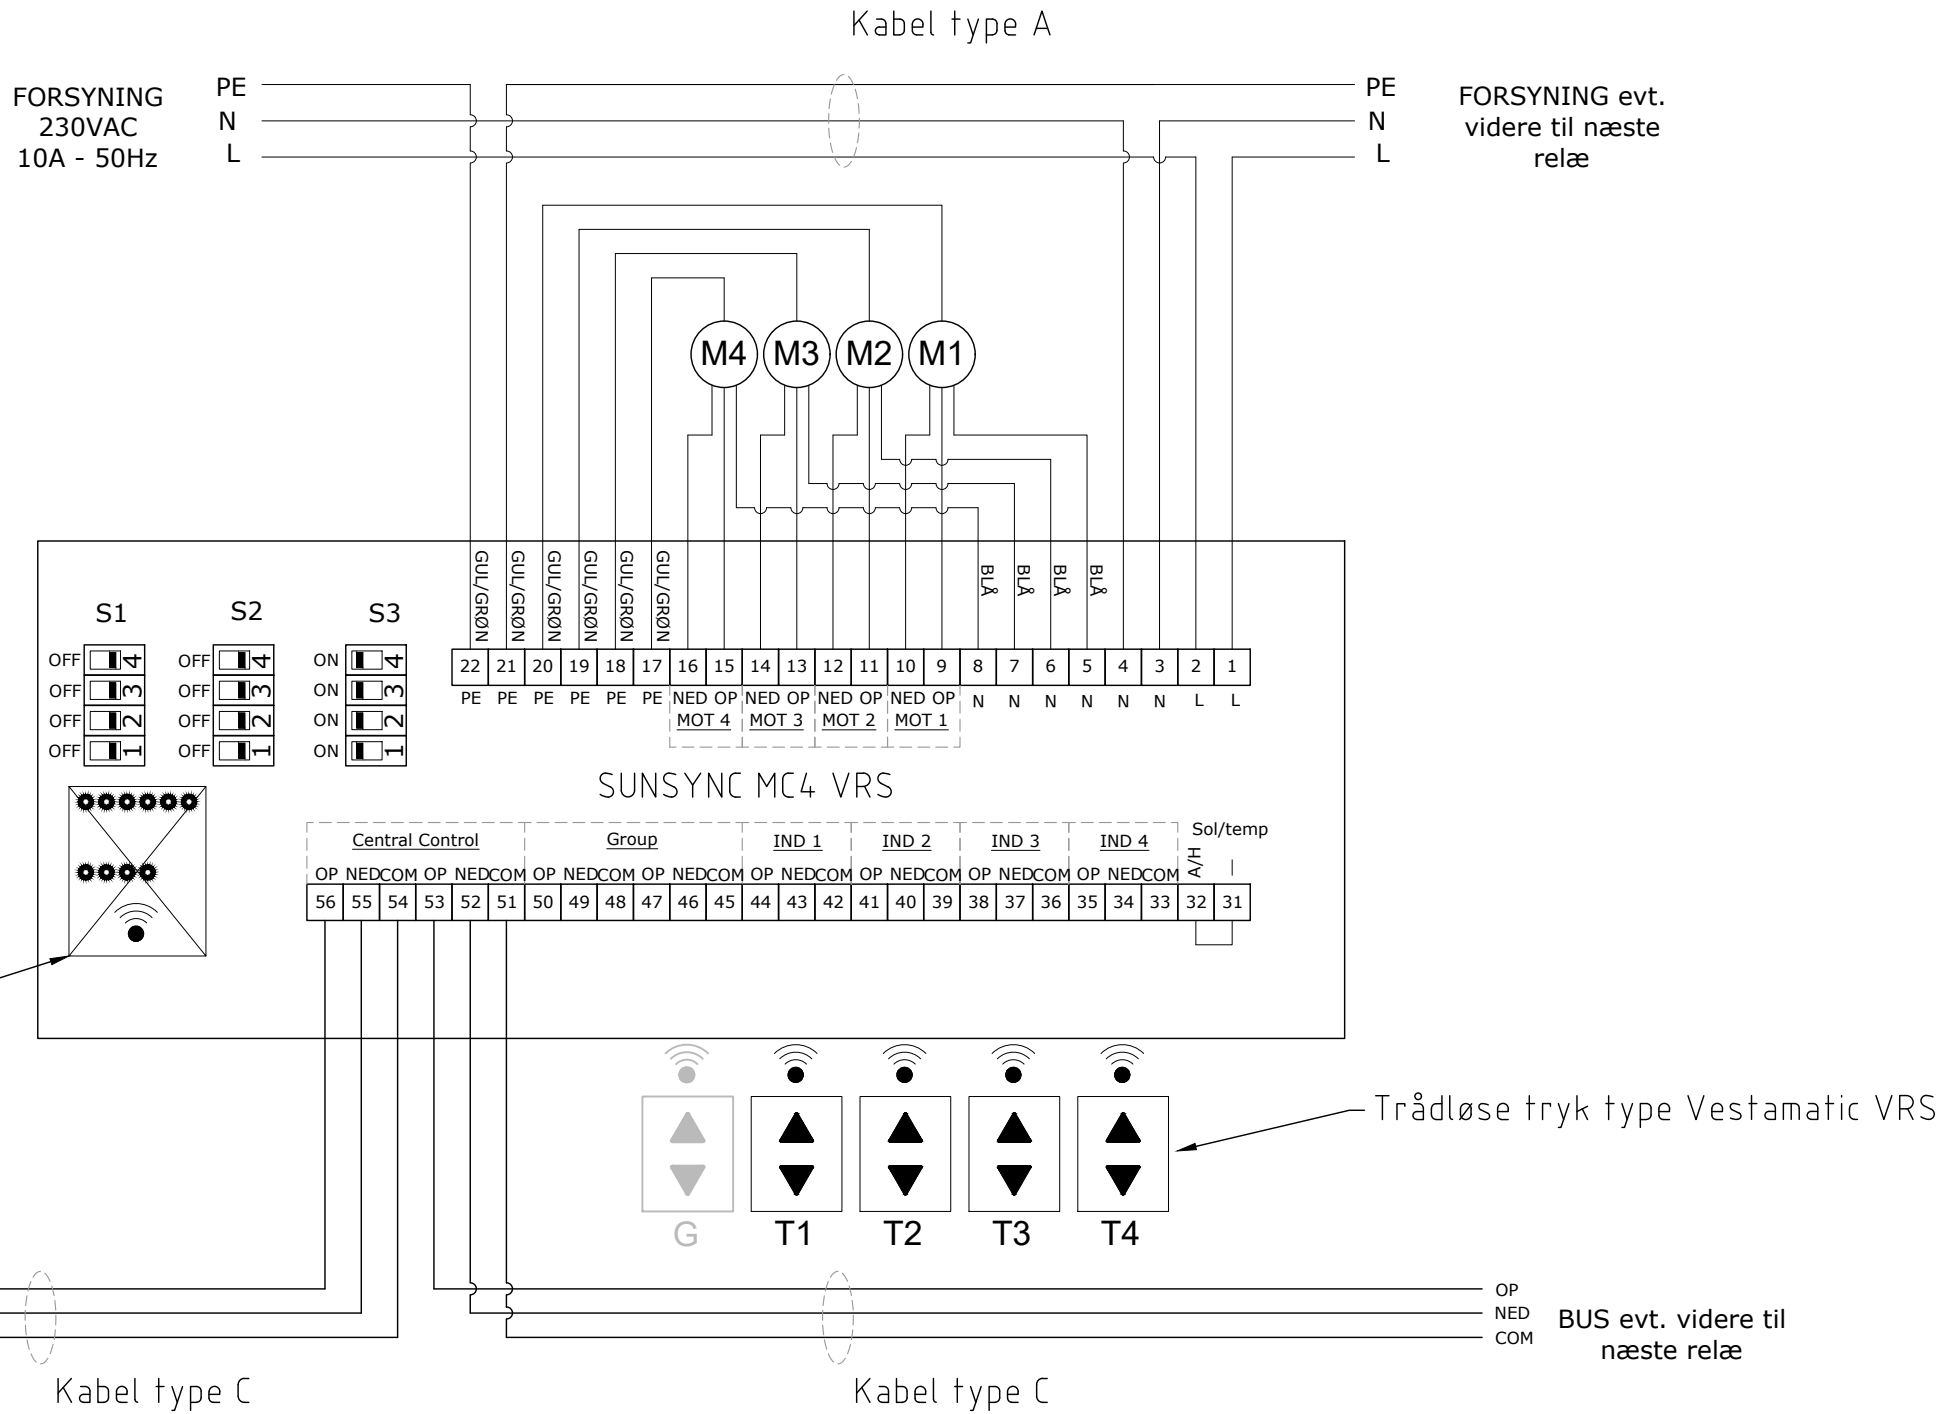 Kabel type A
FORSYNING
230VAC
10A - 50Hz
PE
N
L
PE
N
L
FORSYNING evt.
videre til næste
relæ
M4 M3 M2 M1
GUL/GRØN GUL/GRØN GUL/GRØN GUL/GRØN GUL/GRØN GUL/GRØN BLÅ BLÅ BLÅ BLÅ
S1 S2 S3
OFF 4 OFF 4 ON 4
OFF 3 OFF 3 ON 3
OFF 2 OFF 2 ON 2
OFF 1 OFF 1 ON 1
22 21 20 19 18 17 16 15 14 13 12 11 10 9 8 7 6 5 4 3 2 1
PE PE PE PE PE PE NED OP NED OP NED OP NED OP N N N N N N L L
MOT 4 MOT 3 MOT 2 MOT 1
SUNSYNC MC4 VRS
Central Control Group IND 1 IND 2 IND 3 IND 4 Sol/temp
OP NED COM OP NED COM OP NED COM OP NED COM OP NED COM OP NED COM OP NED COM OP NED COM A/H —
56 55 54 53 52 51 50 49 48 47 46 45 44 43 42 41 40 39 38 37 36 35 34 33 32 31
Trådløse tryk type Vestamatic VRS
G T1 T2 T3 T4
OP
NED
COM
BUS evt. videre til
næste relæ
Kabel type C
Kabel type C